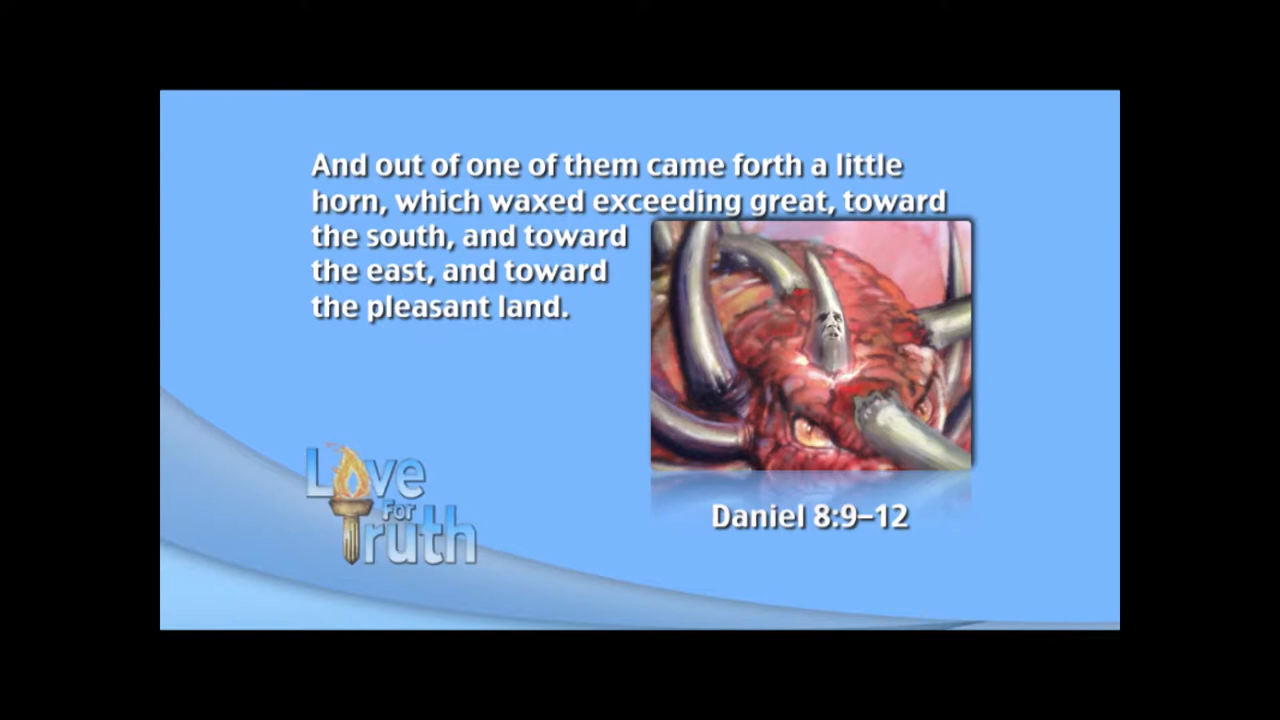 And out of one of them came forth a little
horn, which waxed exceeding great, toward
the south, and toward
the east, and toward
the pleasant land.
Love
For
Truth
Daniel 8:9–12